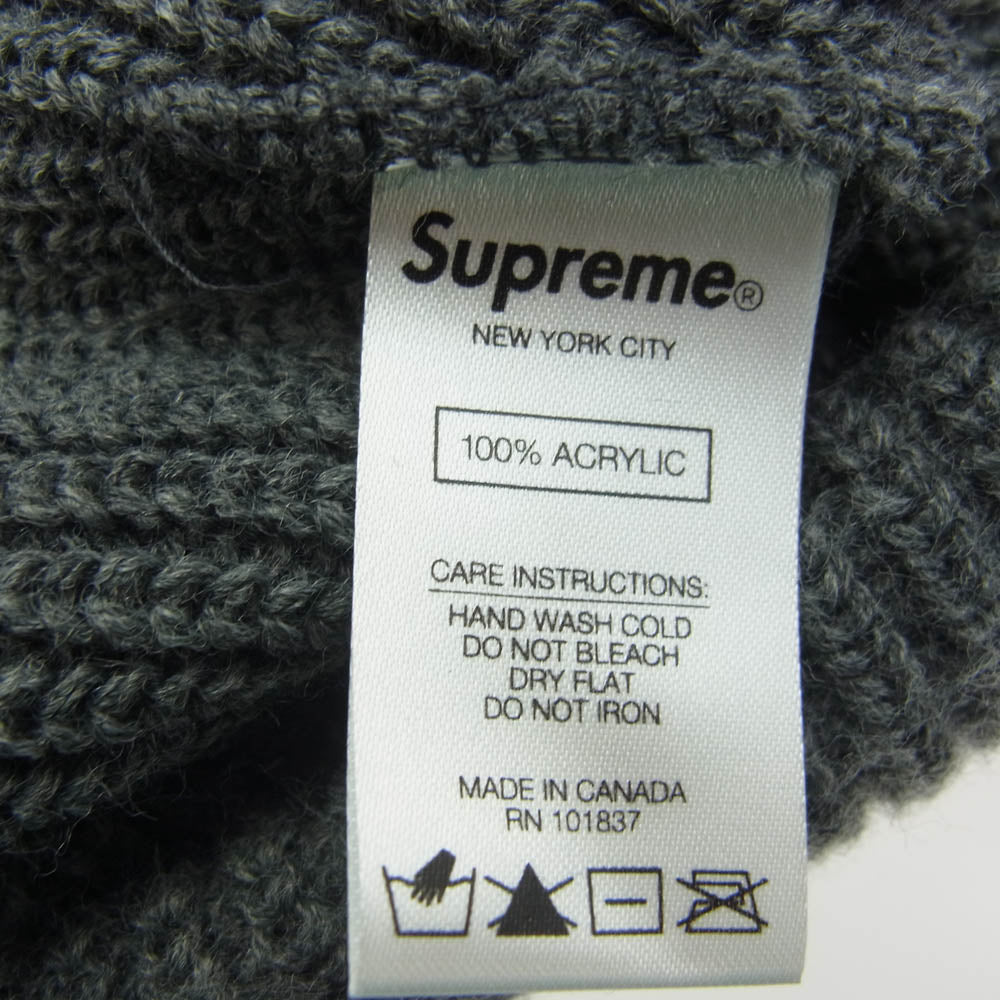 Supreme®
NEW YORK CITY
100% ACRYLIC
CARE INSTRUCTIONS:
HAND WASH COLD
DO NOT BLEACH
DRY FLAT
DO NOT IRON
MADE IN CANADA
RN 101837